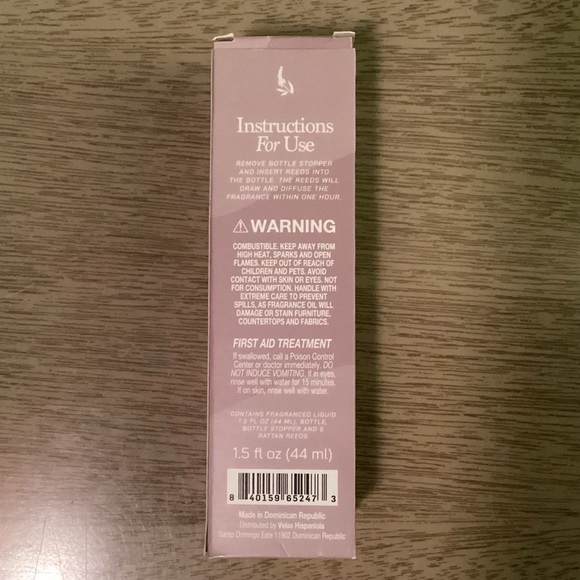 Instructions
For Use
REMOVE BOTTLE STOPPER
AND INSERT REEDS INTO
THE BOTTLE. THE REEDS WILL
DRAW AND DIFFUSE THE
FRAGRANCE WITHIN ONE HOUR.
⚠WARNING
COMBUSTIBLE. KEEP AWAY FROM
HIGH HEAT, SPARKS AND OPEN
FLAMES. KEEP OUT OF REACH OF
CHILDREN AND PETS. AVOID
CONTACT WITH SKIN OR EYES. NOT
FOR CONSUMPTION. HANDLE WITH
EXTREME CARE TO PREVENT
SPILLS, AS FRAGRANCE OIL WILL
DAMAGE OR STAIN FURNITURE,
COUNTERTOPS AND FABRICS.
FIRST AID TREATMENT
If swallowed, call a Poison Control
Center or doctor immediately. DO
NOT INDUCE VOMITING. If in eyes,
rinse well with water for 15 minutes.
If on skin, rinse well with water.
CONTAINS FRAGRANCED LIQUID
1.5 FL OZ (44 ML), BOTTLE,
BOTTLE STOPPER AND
RATTAN REEDS
1.5 fl oz (44 ml)
8 40159 65247 3
Made in Dominican Republic
Distributed by Velas Hispaniola
Santo Domingo Este 11902 Dominican Republic